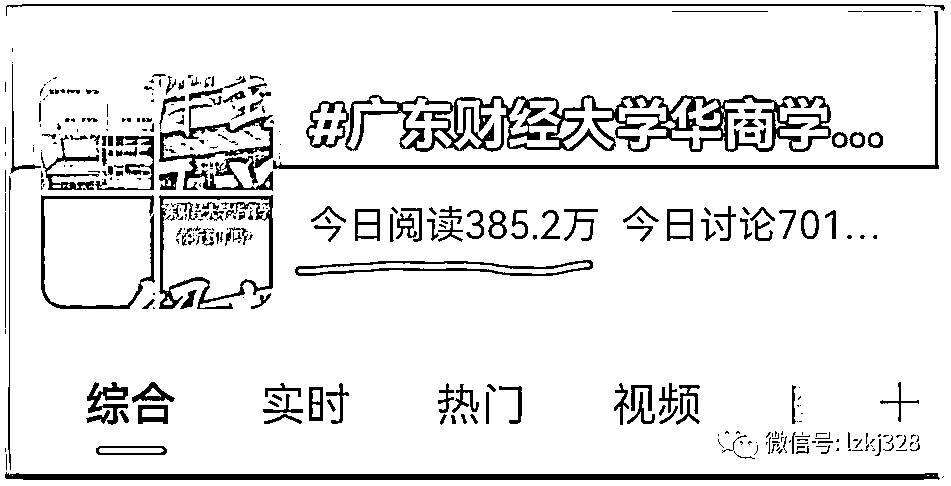 #广东财经大学华商学...
今日阅读385.2万 今日讨论701...
综合 实时 热门 视频
微信号: lzkj328